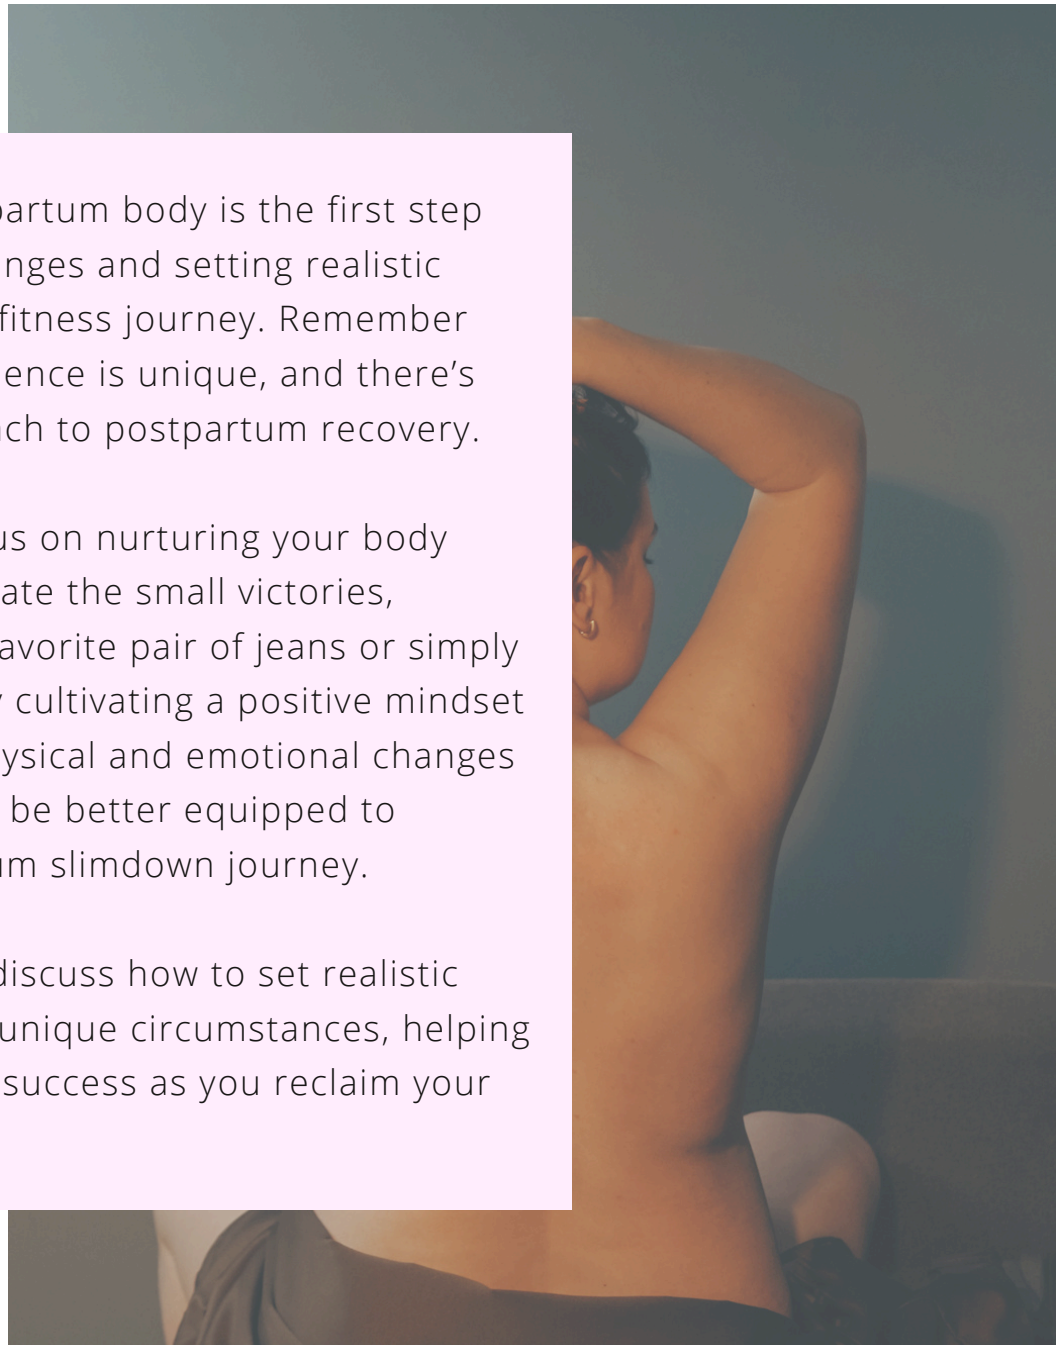 partum body is the first step
nges and setting realistic
fitness journey. Remember
ence is unique, and there’s
ach to postpartum recovery.
us on nurturing your body
ate the small victories,
avorite pair of jeans or simply
cultivating a positive mindset
ysical and emotional changes
be better equipped to
um slimdown journey.
discuss how to set realistic
unique circumstances, helping
success as you reclaim your